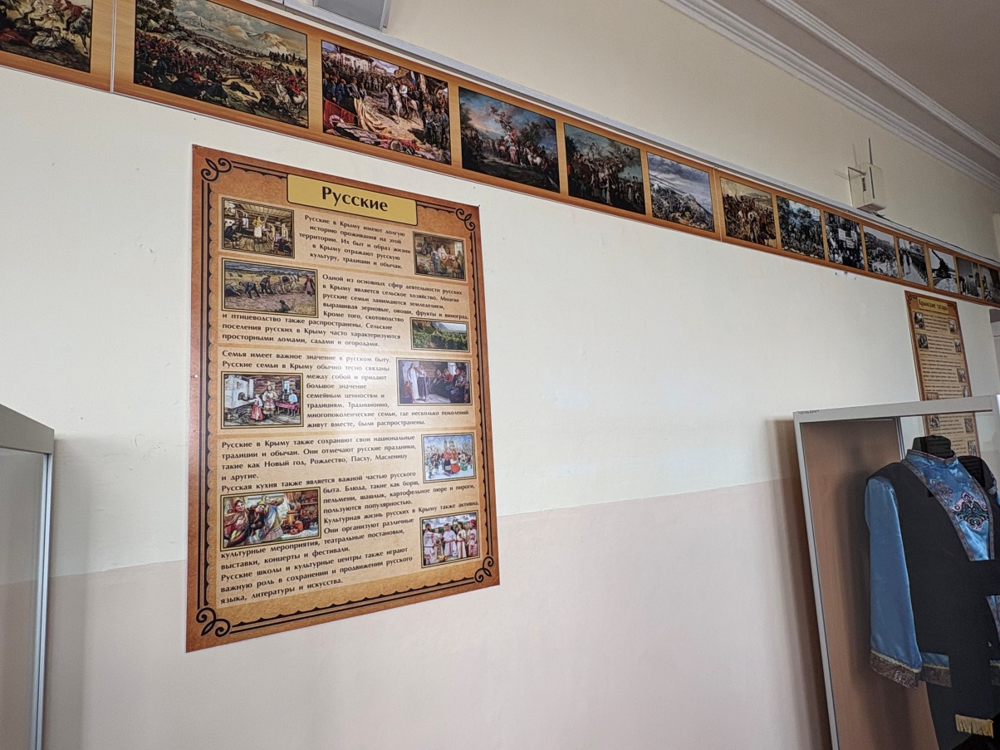 Русские
Русские в Крыму имеют долгую
историю проживания на этой
территории. Их быт и образ жизни
в Крыму отражают русскую
культуру, традиции и обычаи.
Одной из основных сфер деятельности русских
в Крыму является сельское хозяйство. Многие
русские семьи занимаются земледелием,
выращивая зерновые, овощи, фрукты и виноград.
Кроме того, скотоводство
и птицеводство также распространены. Сельские
поселения русских в Крыму часто характеризуются
просторными домами, садами и огородами.
Семья имеет важное значение в русском быту.
Русские семьи в Крыму обычно тесно связаны
между собой и придают
большое значение
семейным ценностям и
традициям. Традиционно,
многопоколенческие семьи, где несколько поколений
живут вместе, были распространены.
Русские в Крыму также сохраняют свои национальные
традиции и обычаи. Они отмечают русские праздники,
такие как Новый год, Рождество, Пасху, Масленицу
и другие.
Русская кухня также является важной частью русского
быта. Блюда, такие как борщ,
пельмени, шашлык, картофельное пюре и пироги,
пользуются популярностью.
Культурная жизнь русских в Крыму также активна.
Они организуют различные
культурные мероприятия, театральные постановки,
выставки, концерты и фестивали.
Русские школы и культурные центры также играют
важную роль в сохранении и продвижении русского
языка, литературы и искусства.
Крымские татары